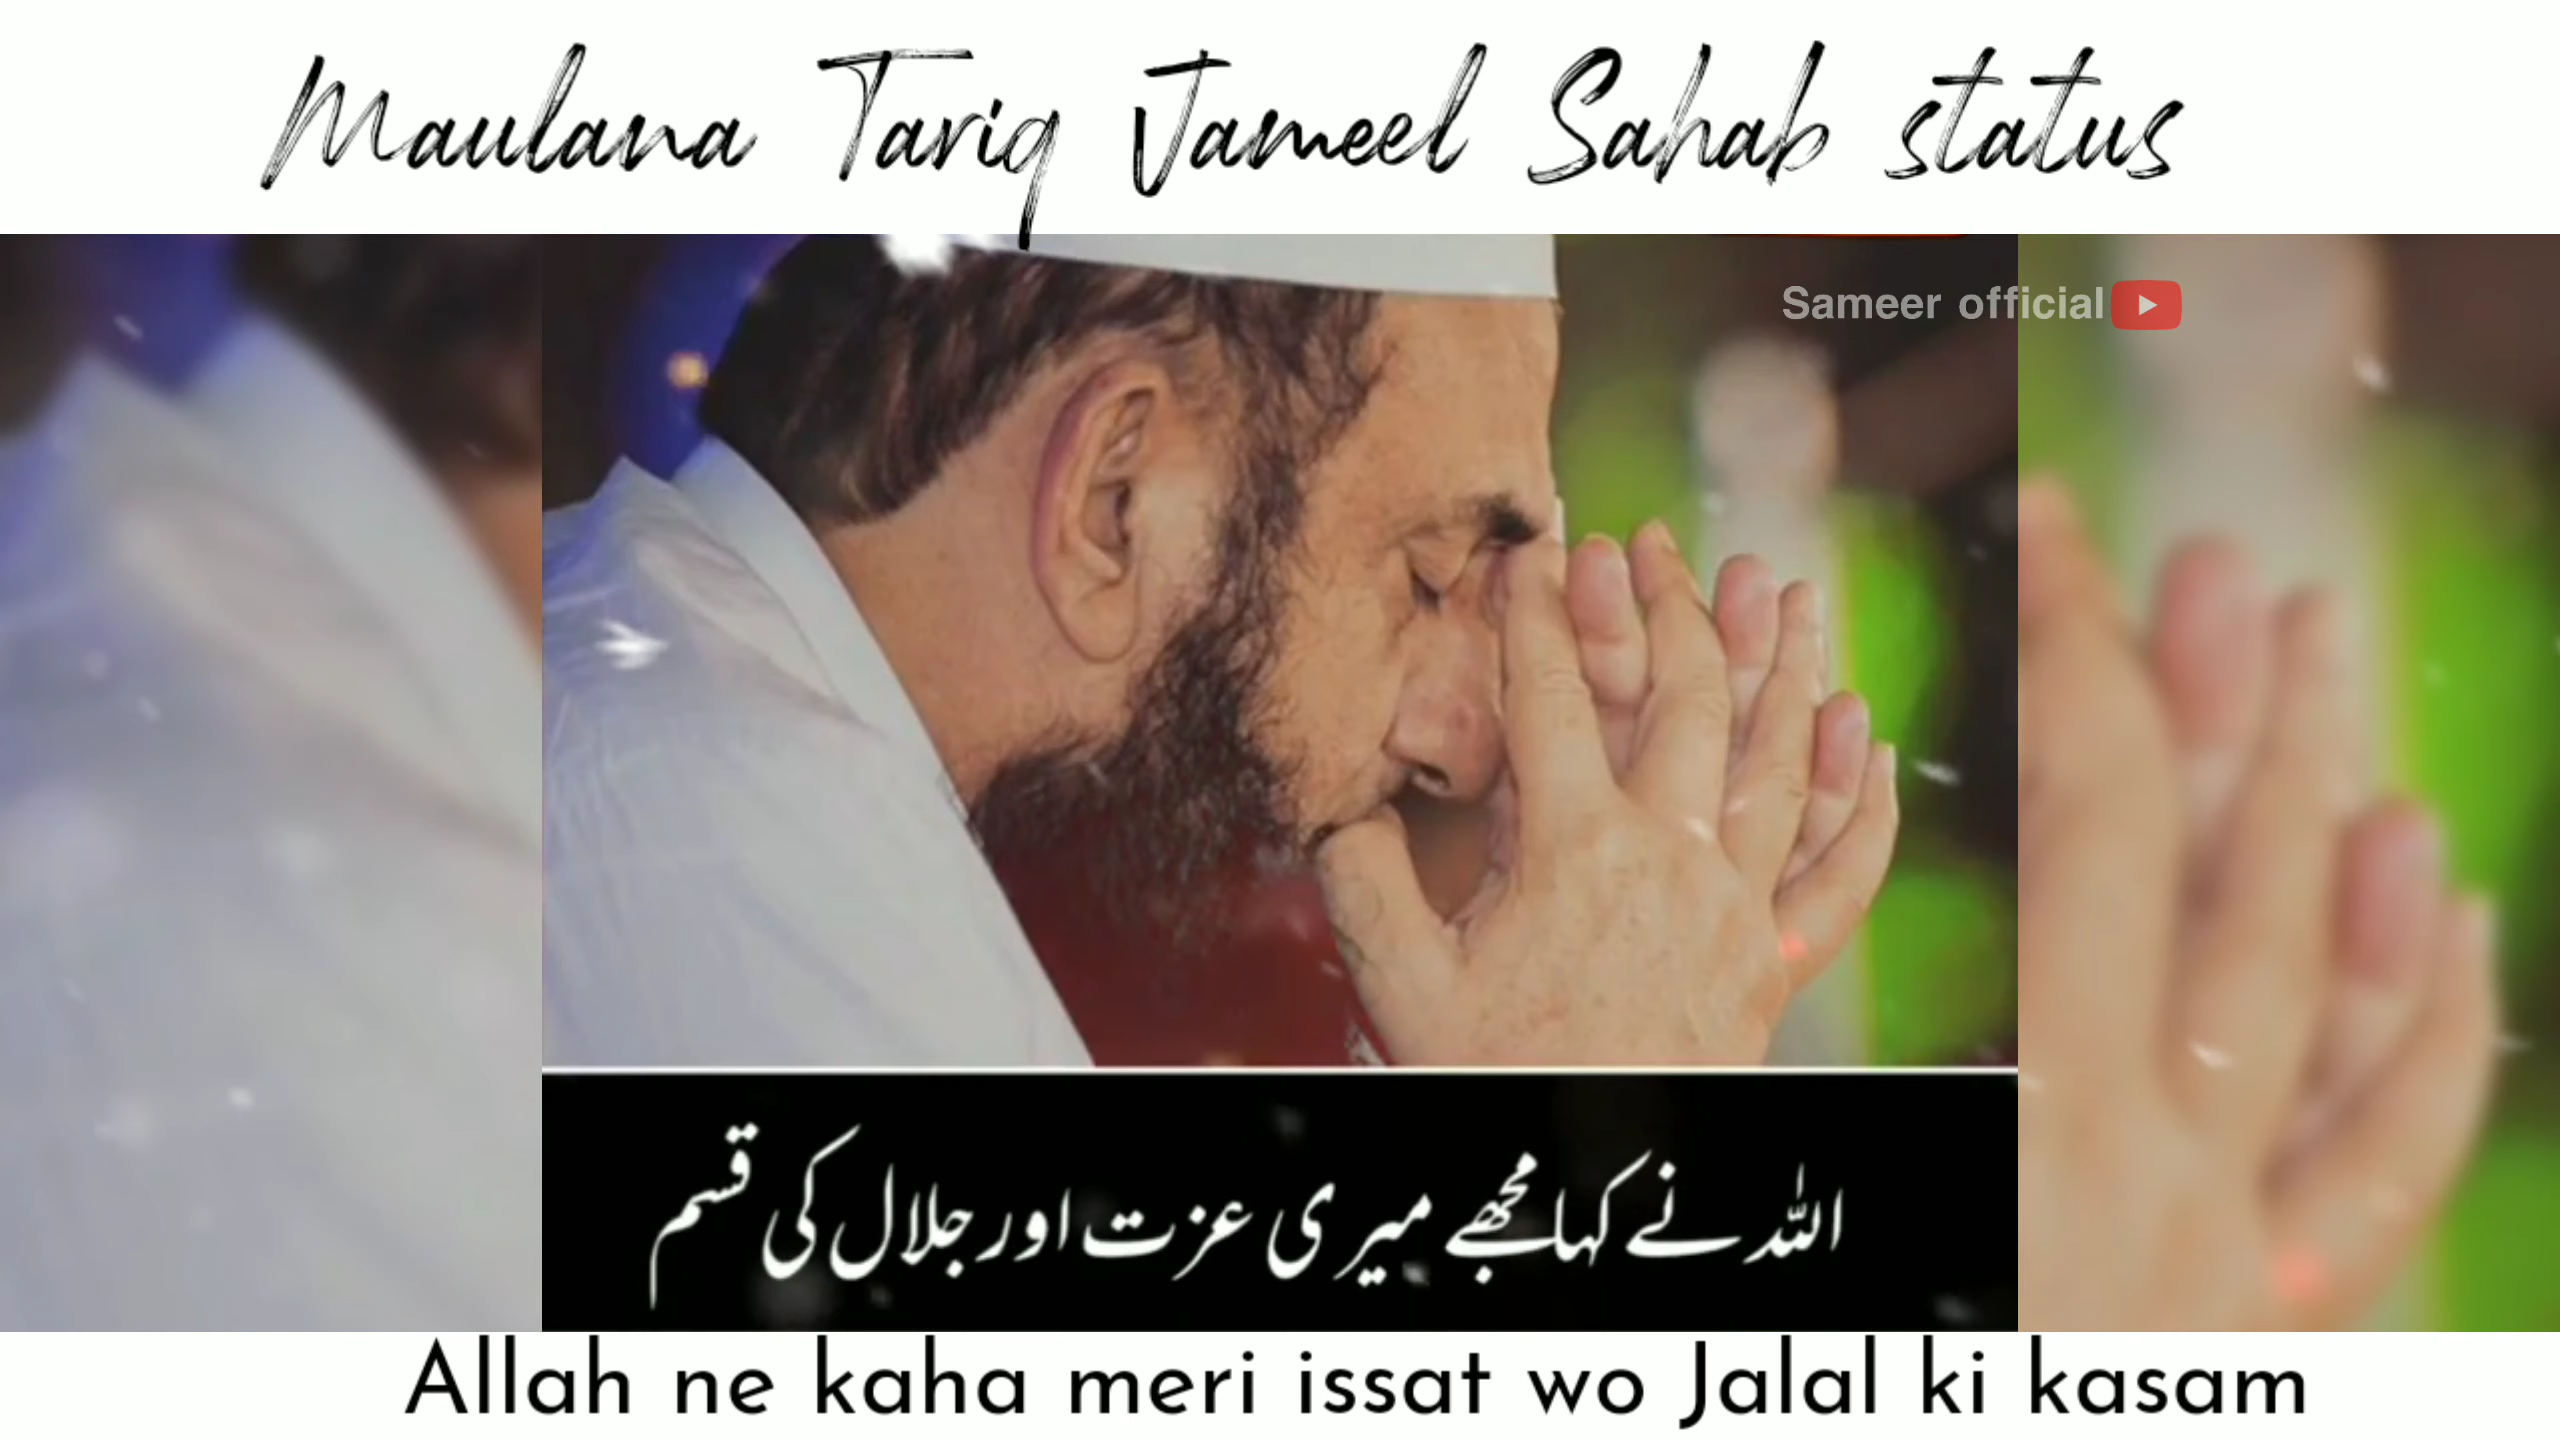 Maulana Tariq Jameel Sahab status
Sameer official
اللہ نے کہا مجھے میری عزت اور جلال کی قسم
Allah ne kaha meri issat wo Jalal ki kasam